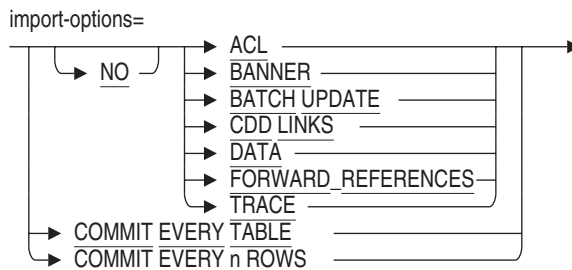 import-options=
NO
ACL
BANNER
BATCH UPDATE
CDD LINKS
DATA
FORWARD_REFERENCES
TRACE
COMMIT EVERY TABLE
COMMIT EVERY n ROWS